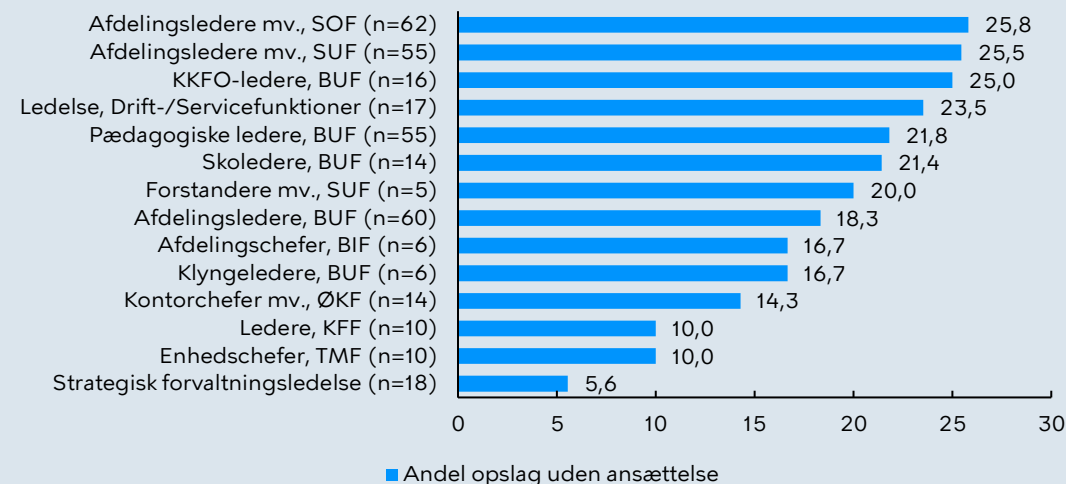 Afdelingsledere mv., SOF (n=62) 25,8
Afdelingsledere mv., SUF (n=55) 25,5
KKFO-ledere, BUF (n=16) 25,0
Ledelse, Drift-/Servicefunktioner (n=17) 23,5
Pædagogiske ledere, BUF (n=55) 21,8
Skoledere, BUF (n=14) 21,4
Forstandere mv., SUF (n=5) 20,0
Afdelingsledere, BUF (n=60) 18,3
Afdelingschefer, BIF (n=6) 16,7
Klyngeledere, BUF (n=6) 16,7
Kontorchefer mv., ØKF (n=14) 14,3
Ledere, KFF (n=10) 10,0
Enhedschefer, TMF (n=10) 10,0
Strategisk forvaltningsledelse (n=18) 5,6
0 5 10 15 20 25 30
Andel opslag uden ansættelse